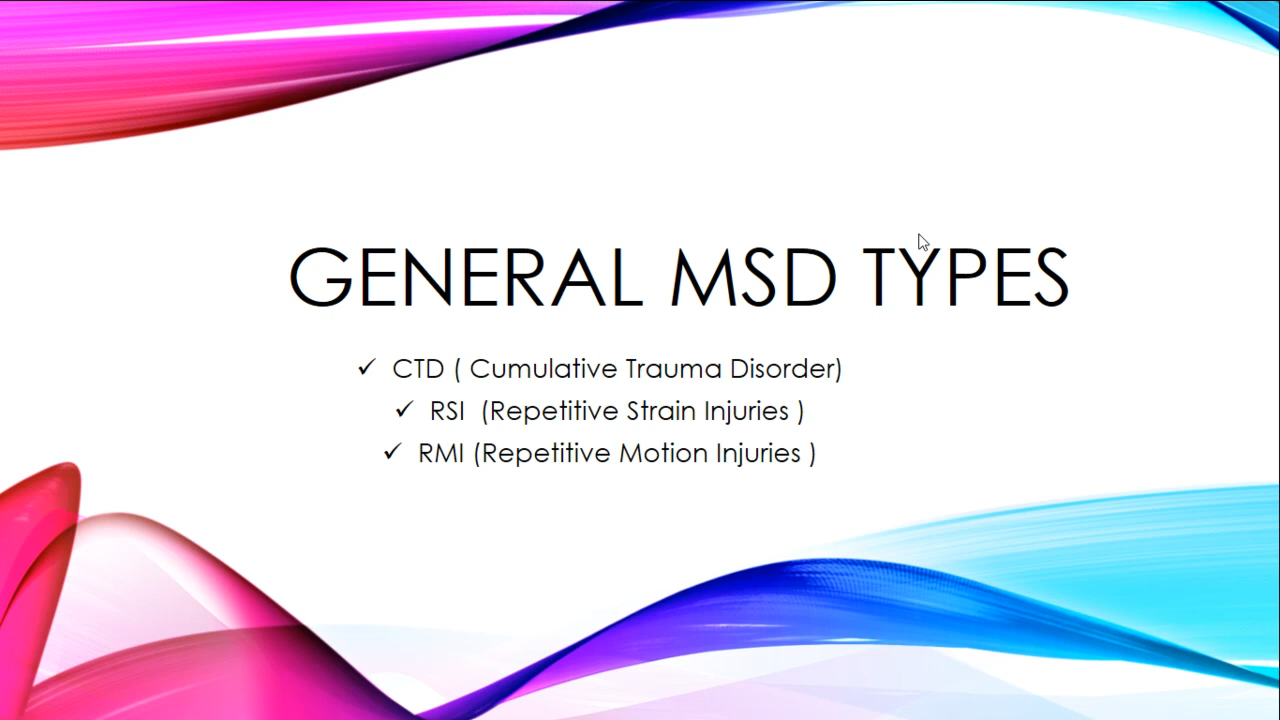 GENERAL MSD TYPES
✓ CTD ( Cumulative Trauma Disorder)
✓ RSI (Repetitive Strain Injuries )
✓ RMI (Repetitive Motion Injuries )